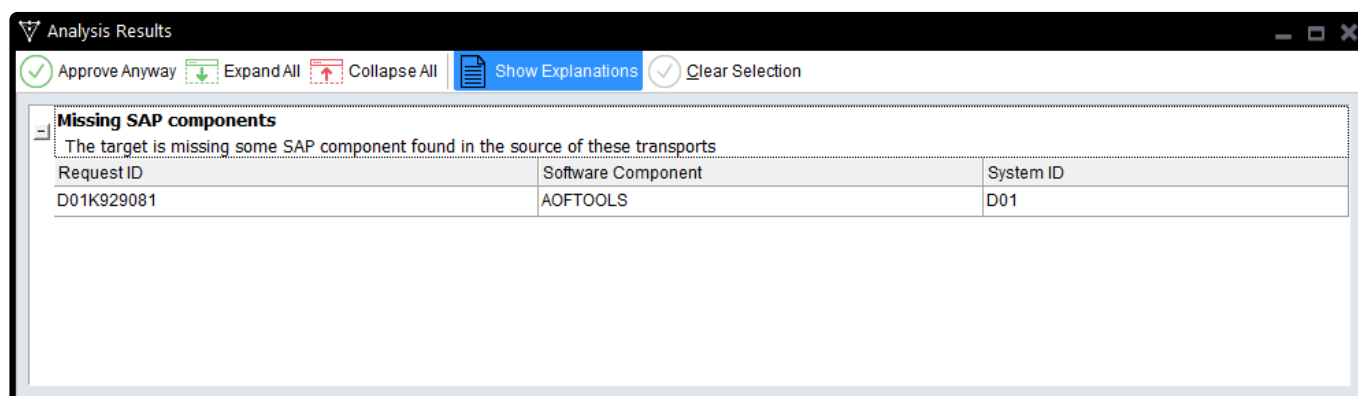 Analysis Results
Approve Anyway Expand All Collapse All Show Explanations Clear Selection
Missing SAP components
The target is missing some SAP component found in the source of these transports
Request ID Software Component System ID
D01K929081 AOFTOOLS D01